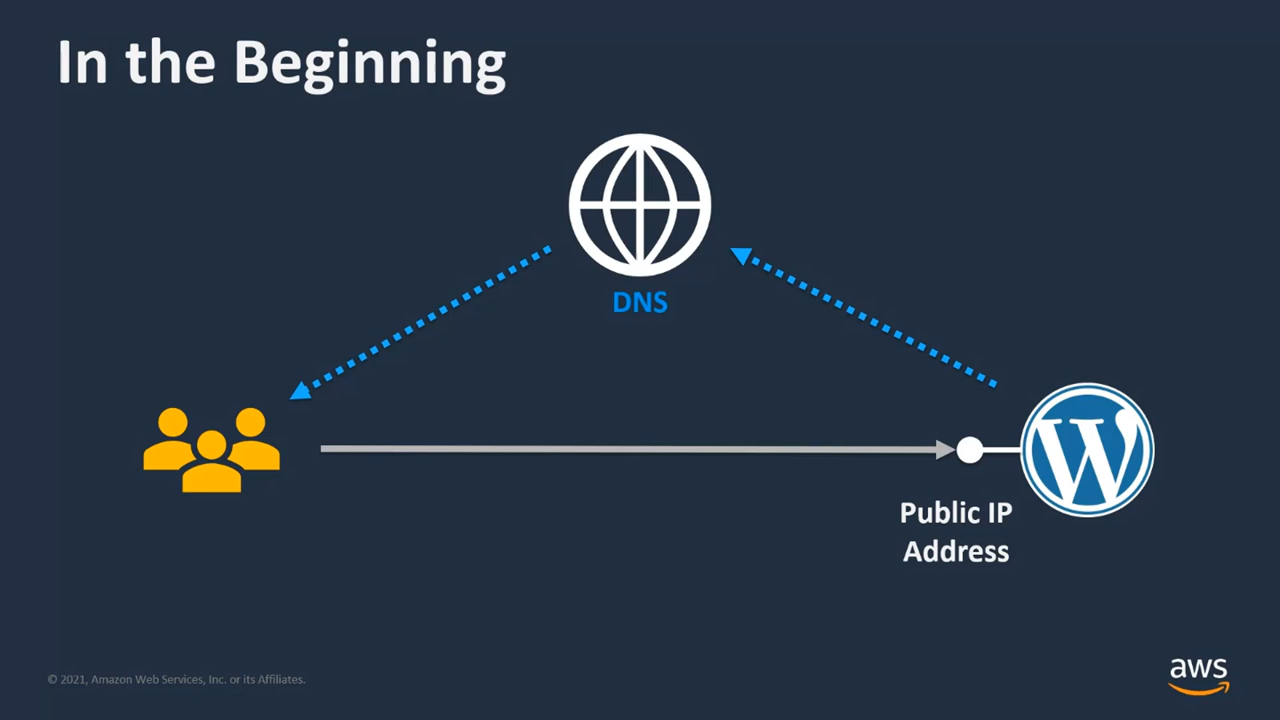 In the Beginning
DNS
Public IP
Address
© 2021, Amazon Web Services, Inc. or its Affiliates.
aws